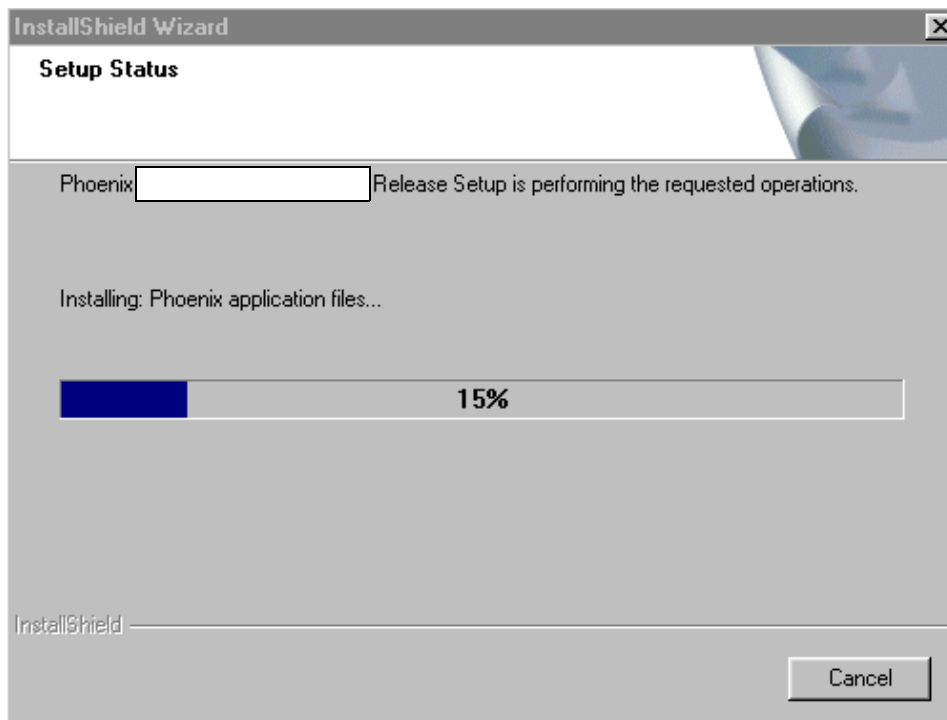 InstallShield Wizard
Setup Status
Phoenix Release Setup is performing the requested operations.
Installing: Phoenix application files...
15%
InstallShield
Cancel